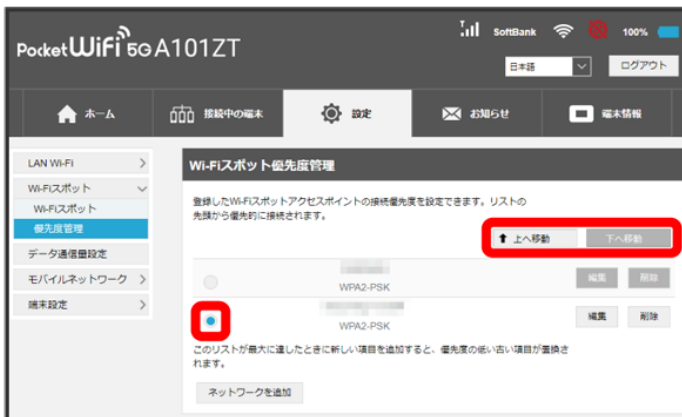 SoftBank 100%
Pocket WiFi 5G A101ZT
日本語 ログアウト
ホーム 接続中の端末 設定 お知らせ 端末情報
LAN Wi-Fi
Wi-Fiスポット
Wi-Fiスポット
優先度管理
データ通信量設定
モバイルネットワーク
端末設定
Wi-Fiスポット優先度管理
登録したWi-Fiスポットアクセスポイントの接続優先度を設定できます。リストの
先頭から優先的に接続されます。
上へ移動 下へ移動
WPA2-PSK 編集 削除
WPA2-PSK 編集 削除
このリストが最大に達したときに新しい項目を追加すると、優先度の低い古い項目が置換さ
れます。
ネットワークを追加